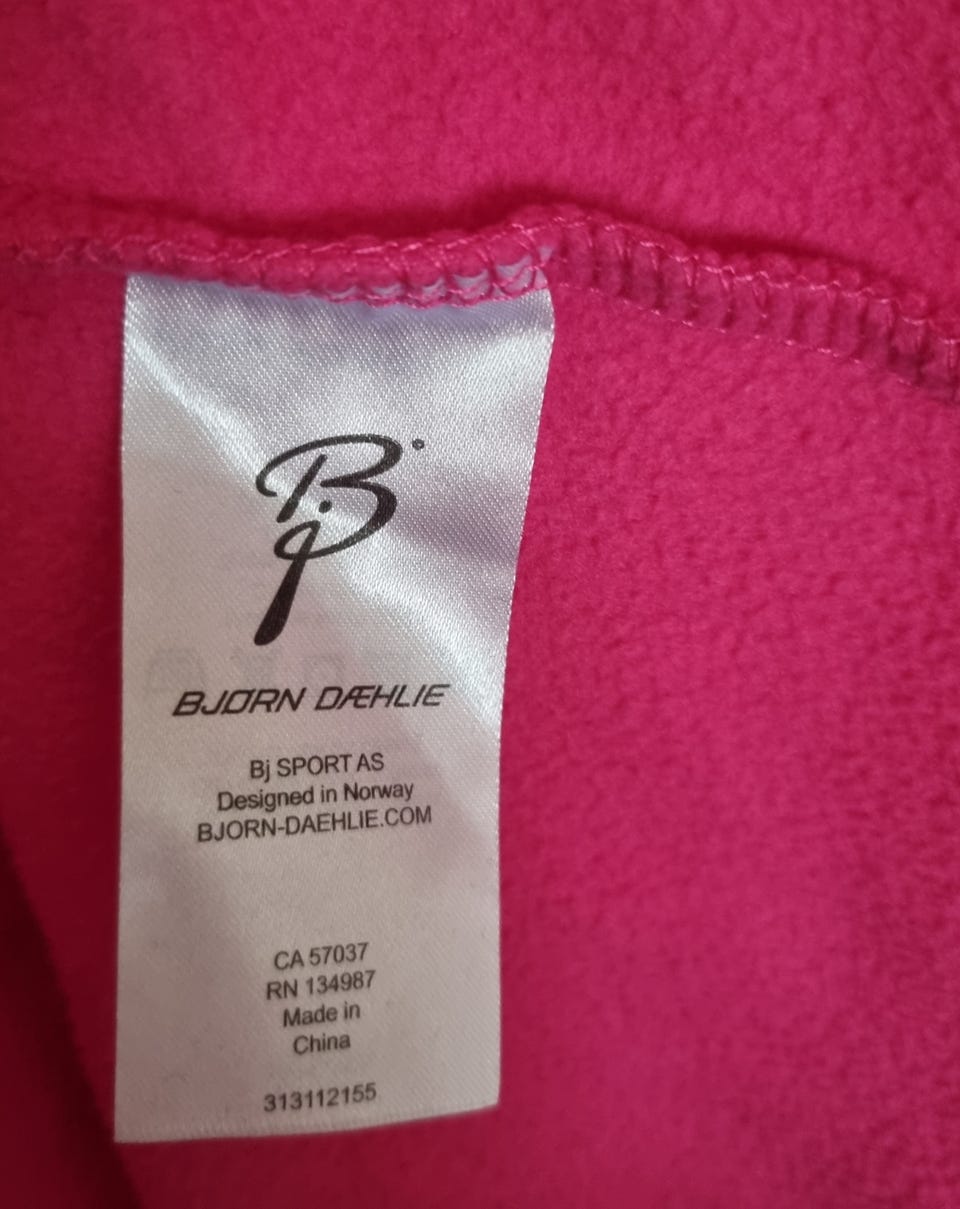 Bj
BJØRN DÆHLIE
Bj SPORT AS
Designed in Norway
BJORN-DAEHLIE.COM
CA 57037
RN 134987
Made in
China
313112155